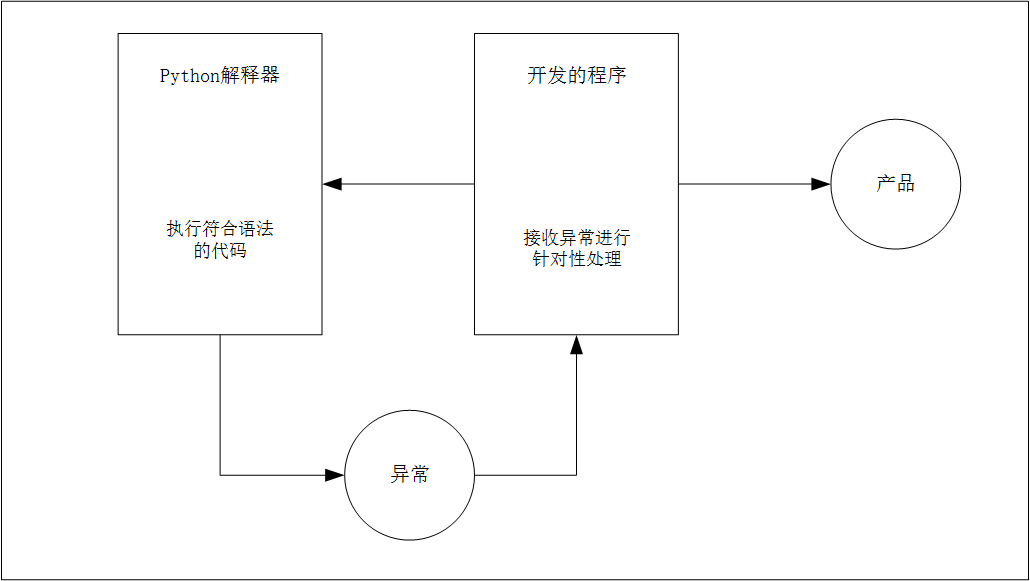 Python解释器
执行符合语法
的代码
开发的程序
接收异常进行
针对性处理
产品
异常